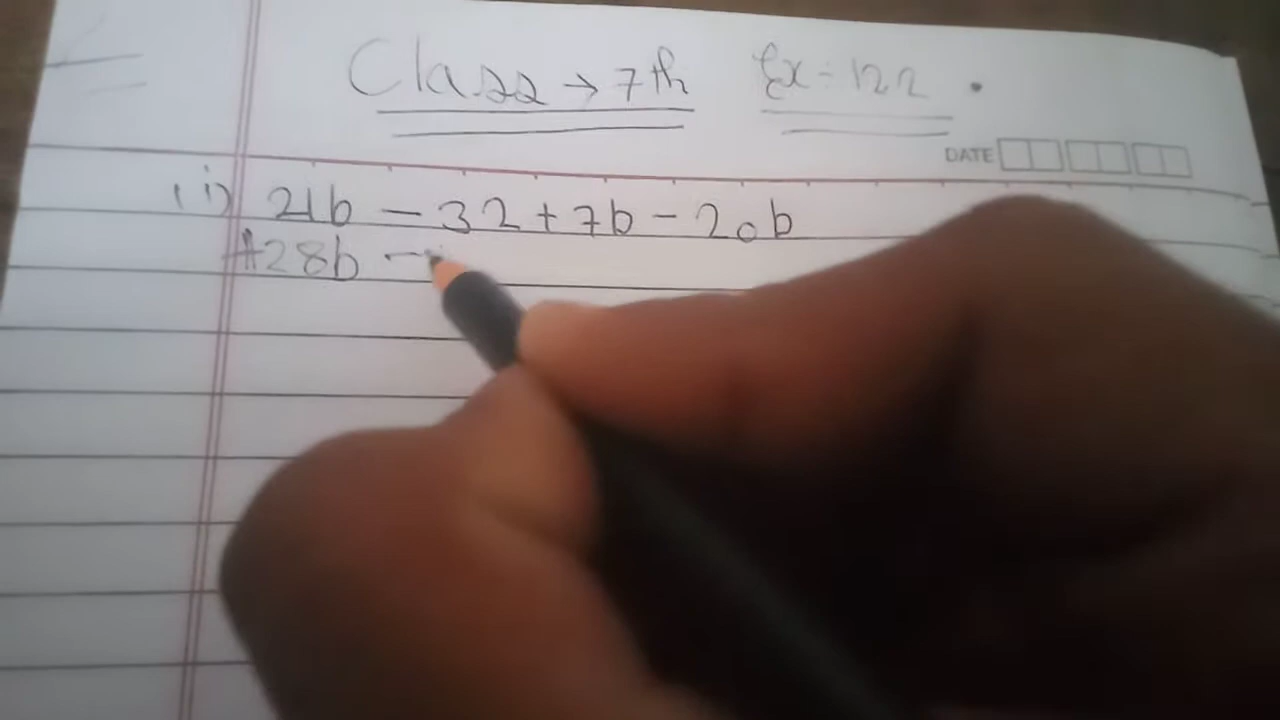 Class → 7th Ex - 12.2
DATE
(i) 21b - 32 + 7b - 20b
+28b -